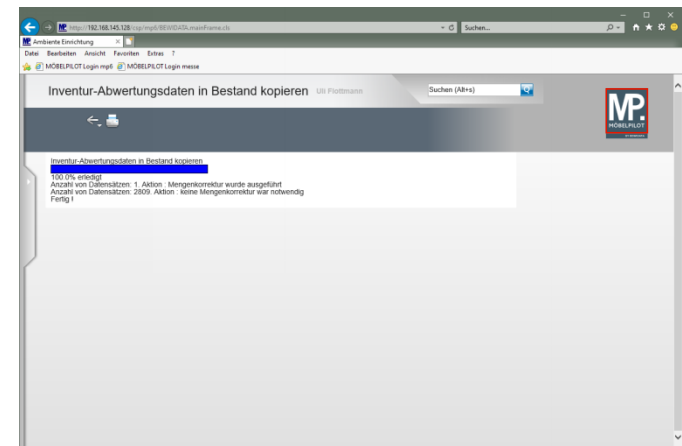 http://192.168.145.128/csp/mp6/BEWIDATA.mainFrame.cls
Suchen...
Ambiente Einrichtung
Datei Bearbeiten Ansicht Favoriten Extras ?
MÖBELPILOT Login mp6 MÖBELPILOT Login messe
Inventur-Abwertungsdaten in Bestand kopieren Uli Plottmann
Suchen (Alt+s)
MP.
MÖBELPILOT
Inventur-Abwertungsdaten in Bestand kopieren
100.0% erledigt
Anzahl von Datensätzen: 1. Aktion : Mengenkorrektur wurde ausgeführt
Anzahl von Datensätzen: 2809. Aktion : keine Mengenkorrektur war notwendig
Fertig !